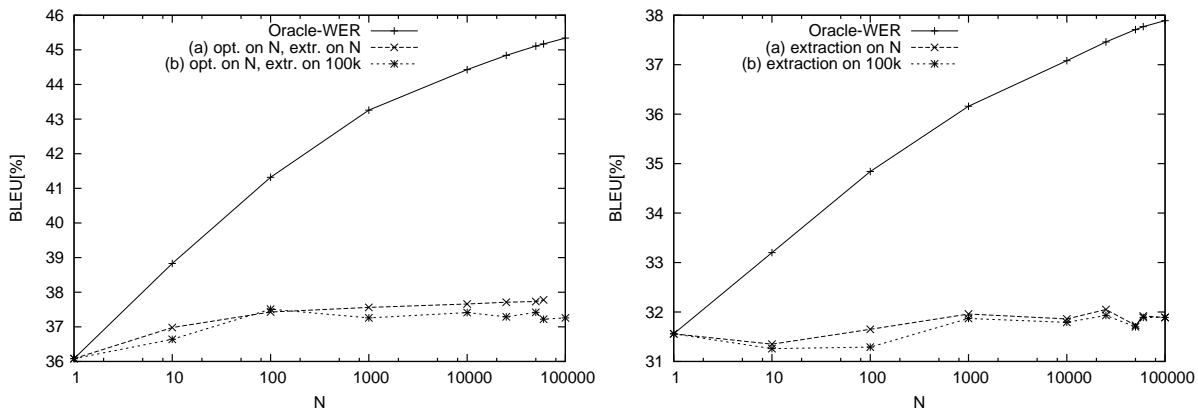 46
45
44
43
42
41
40
39
38
37
36
BLEU[%]
Oracle-WER
(a) opt. on N, extr. on N
(b) opt. on N, extr. on 100k
1 10 100 1000 10000 100000
N
38
37
36
35
34
33
32
31
BLEU[%]
Oracle-WER
(a) extraction on N
(b) extraction on 100k
1 10 100 1000 10000 100000
N